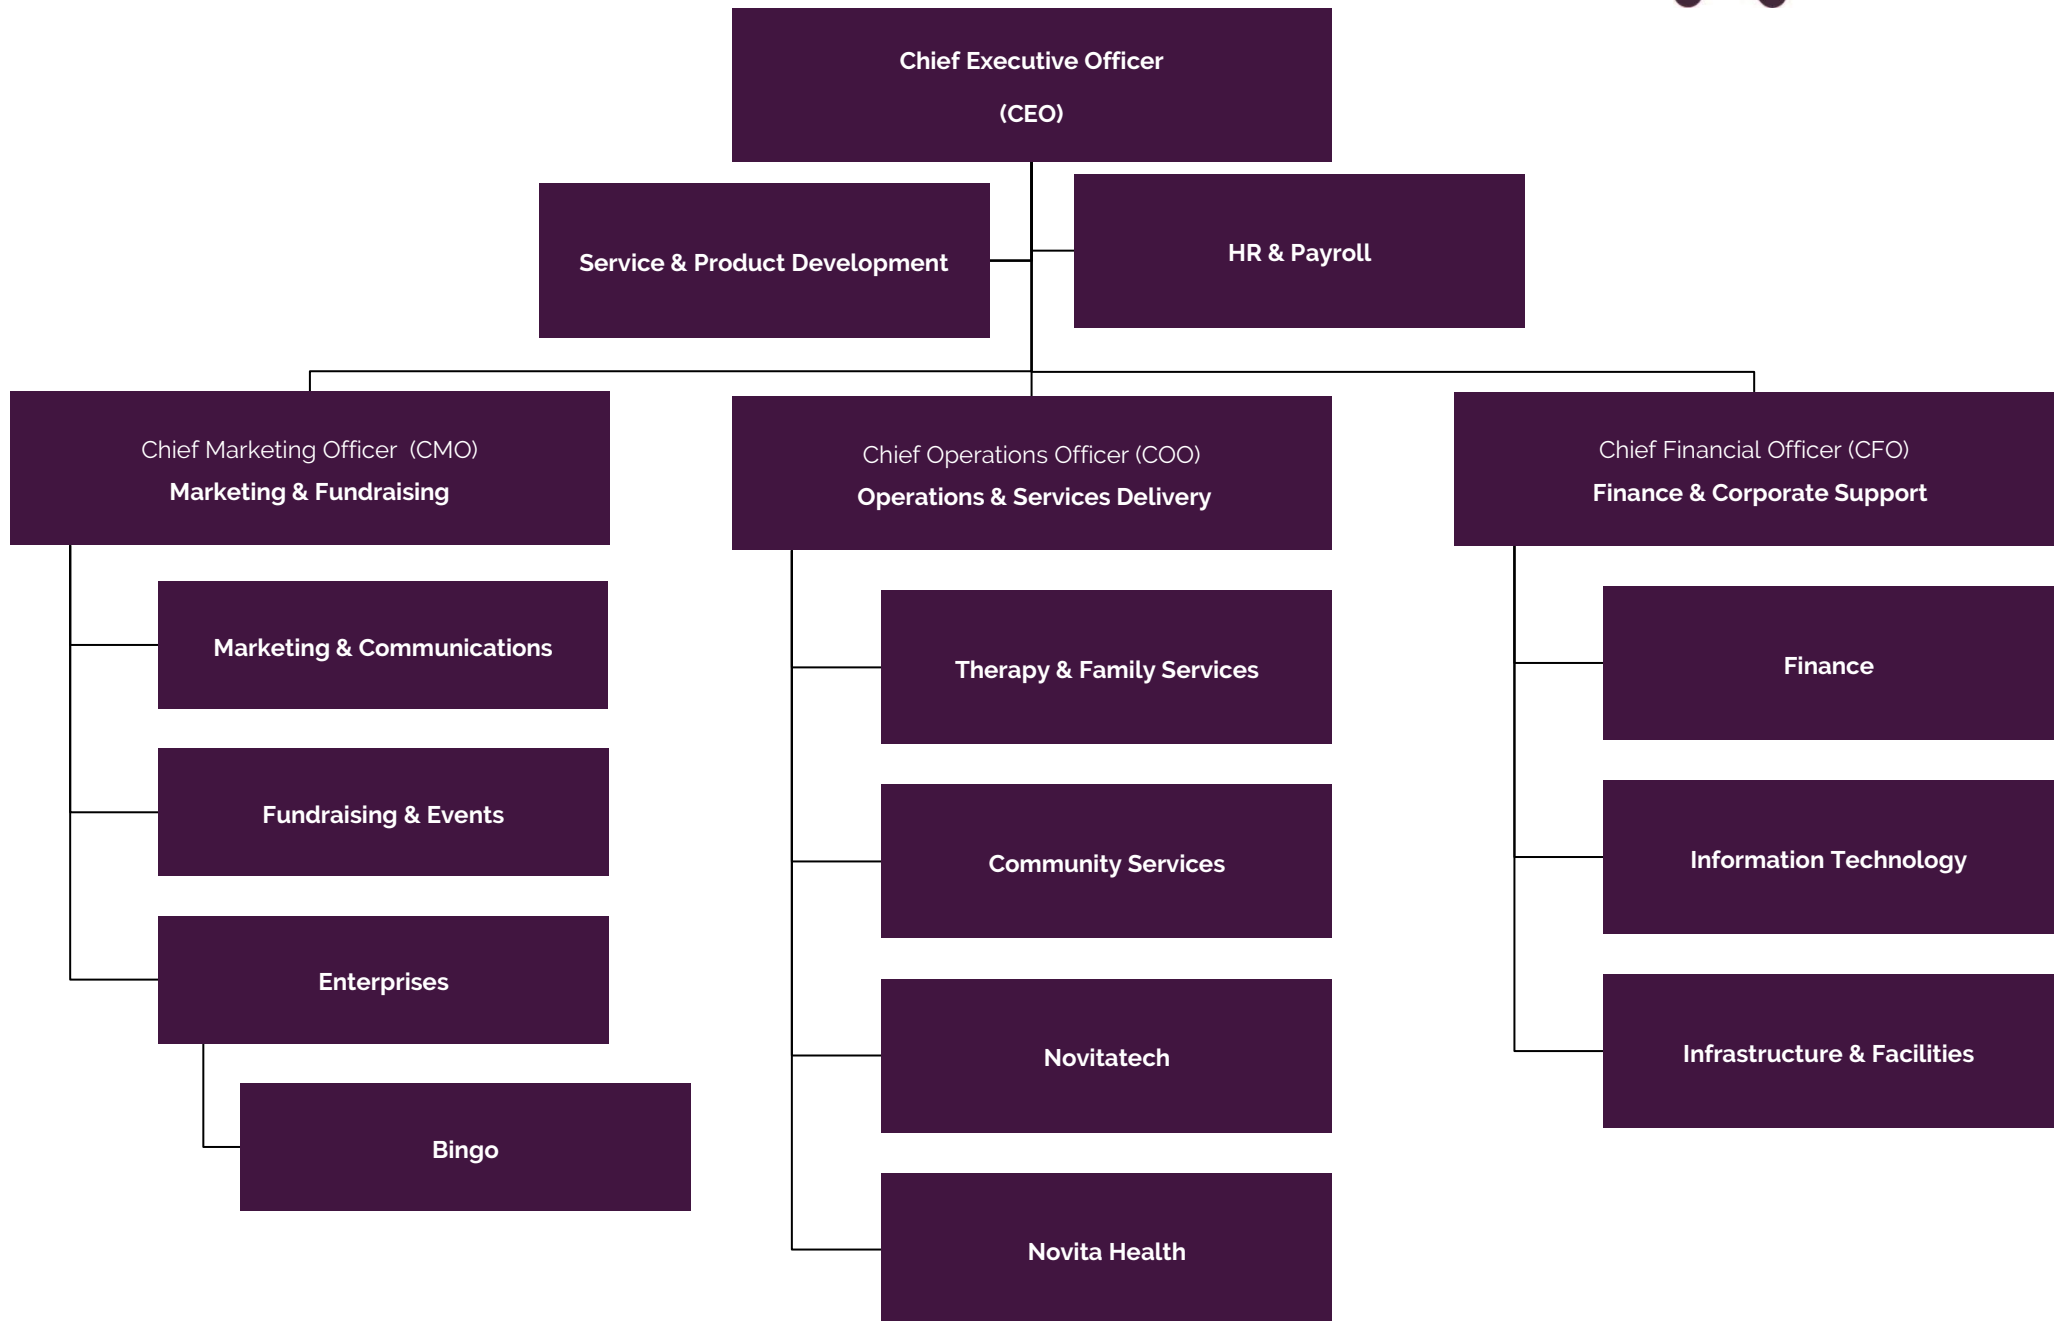 Chief Executive Officer
(CEO)
Service & Product Development
HR & Payroll
Chief Marketing Officer (CMO)
Marketing & Fundraising
Chief Operations Officer (COO)
Operations & Services Delivery
Chief Financial Officer (CFO)
Finance & Corporate Support
Marketing & Communications
Fundraising & Events
Enterprises
Bingo
Therapy & Family Services
Community Services
Novitatech
Novita Health
Finance
Information Technology
Infrastructure & Facilities